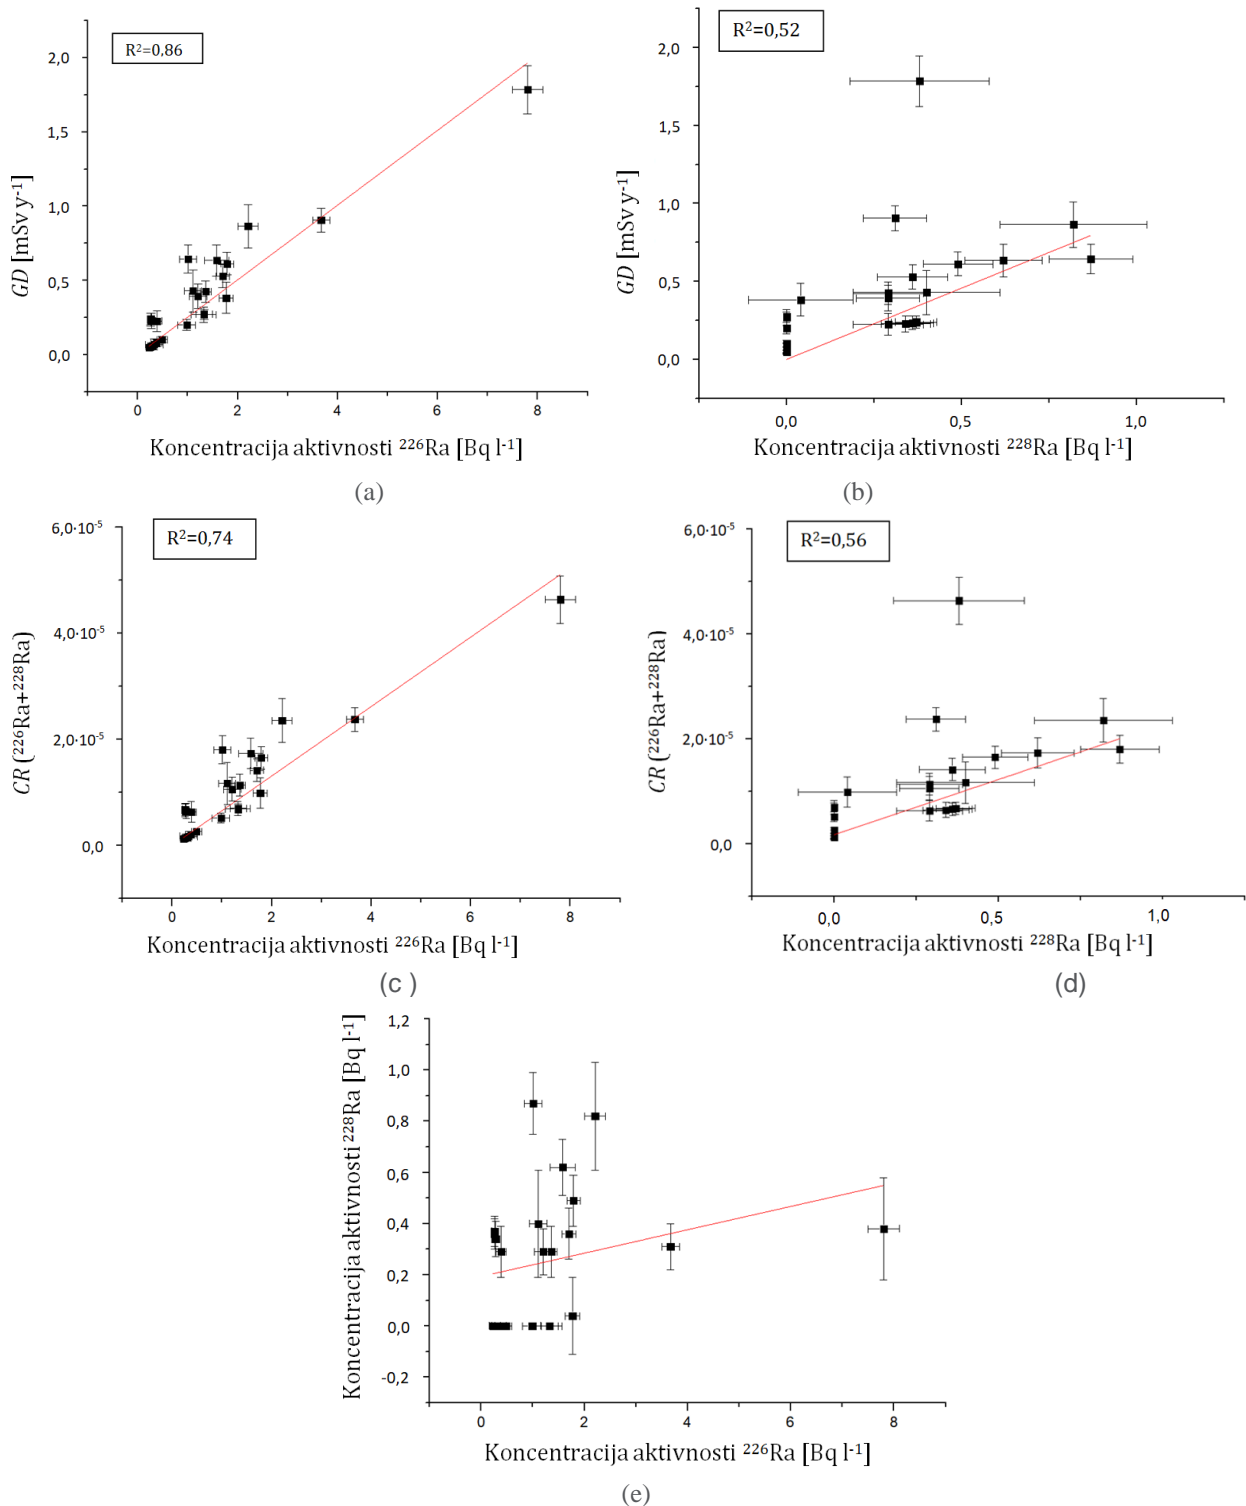 R²=0,86
2,0
1,5
1,0
0,5
0,0
GD [mSv y⁻¹]
0 2 4 6 8
Koncentracija aktivnosti ²²⁶Ra [Bq l⁻¹]
(a)
R²=0,52
2,0
1,5
1,0
0,5
0,0
GD [mSv y⁻¹]
0,0 0,5 1,0
Koncentracija aktivnosti ²²⁸Ra [Bq l⁻¹]
(b)
R²=0,74
6,0·10⁻⁵
4,0·10⁻⁵
2,0·10⁻⁵
0,0
CR (²²⁶Ra+²²⁸Ra)
0 2 4 6 8
Koncentracija aktivnosti ²²⁶Ra [Bq l⁻¹]
(c )
R²=0,56
6,0·10⁻⁵
4,0·10⁻⁵
2,0·10⁻⁵
0,0
CR (²²⁶Ra+²²⁸Ra)
0,0 0,5 1,0
Koncentracija aktivnosti ²²⁸Ra [Bq l⁻¹]
(d)
1,2
1,0
0,8
0,6
0,4
0,2
0,0
-0,2
Koncentracija aktivnosti ²²⁸Ra [Bq l⁻¹]
0 2 4 6 8
Koncentracija aktivnosti ²²⁶Ra [Bq l⁻¹]
(e)